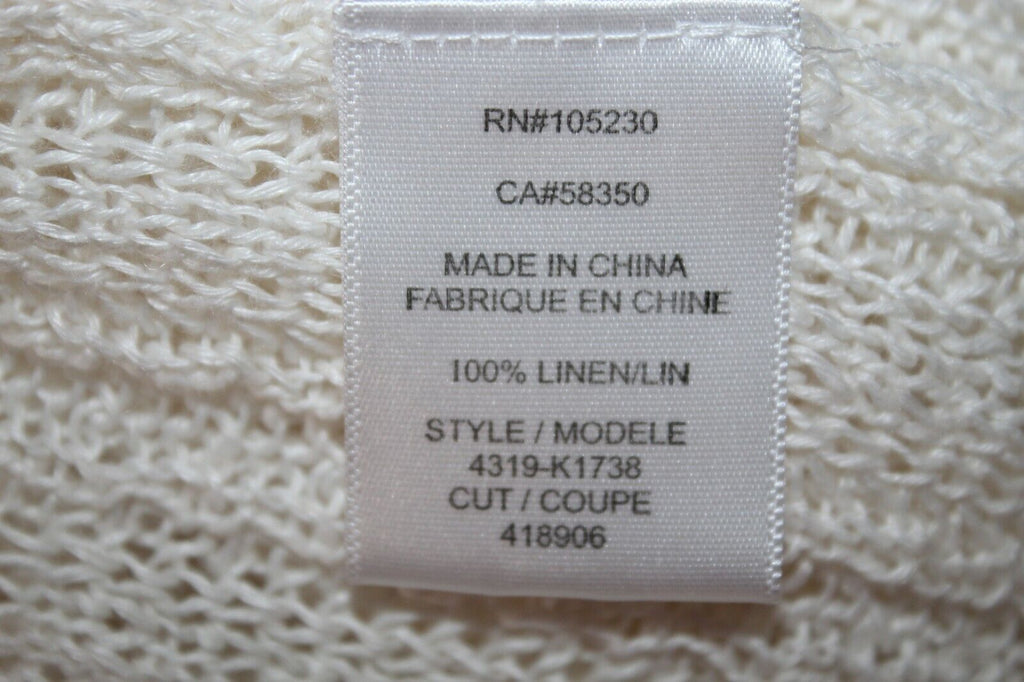 RN#105230
CA#58350
MADE IN CHINA
FABRIQUE EN CHINE
100% LINEN/LIN
STYLE / MODELE
4319-K1738
CUT / COUPE
418906